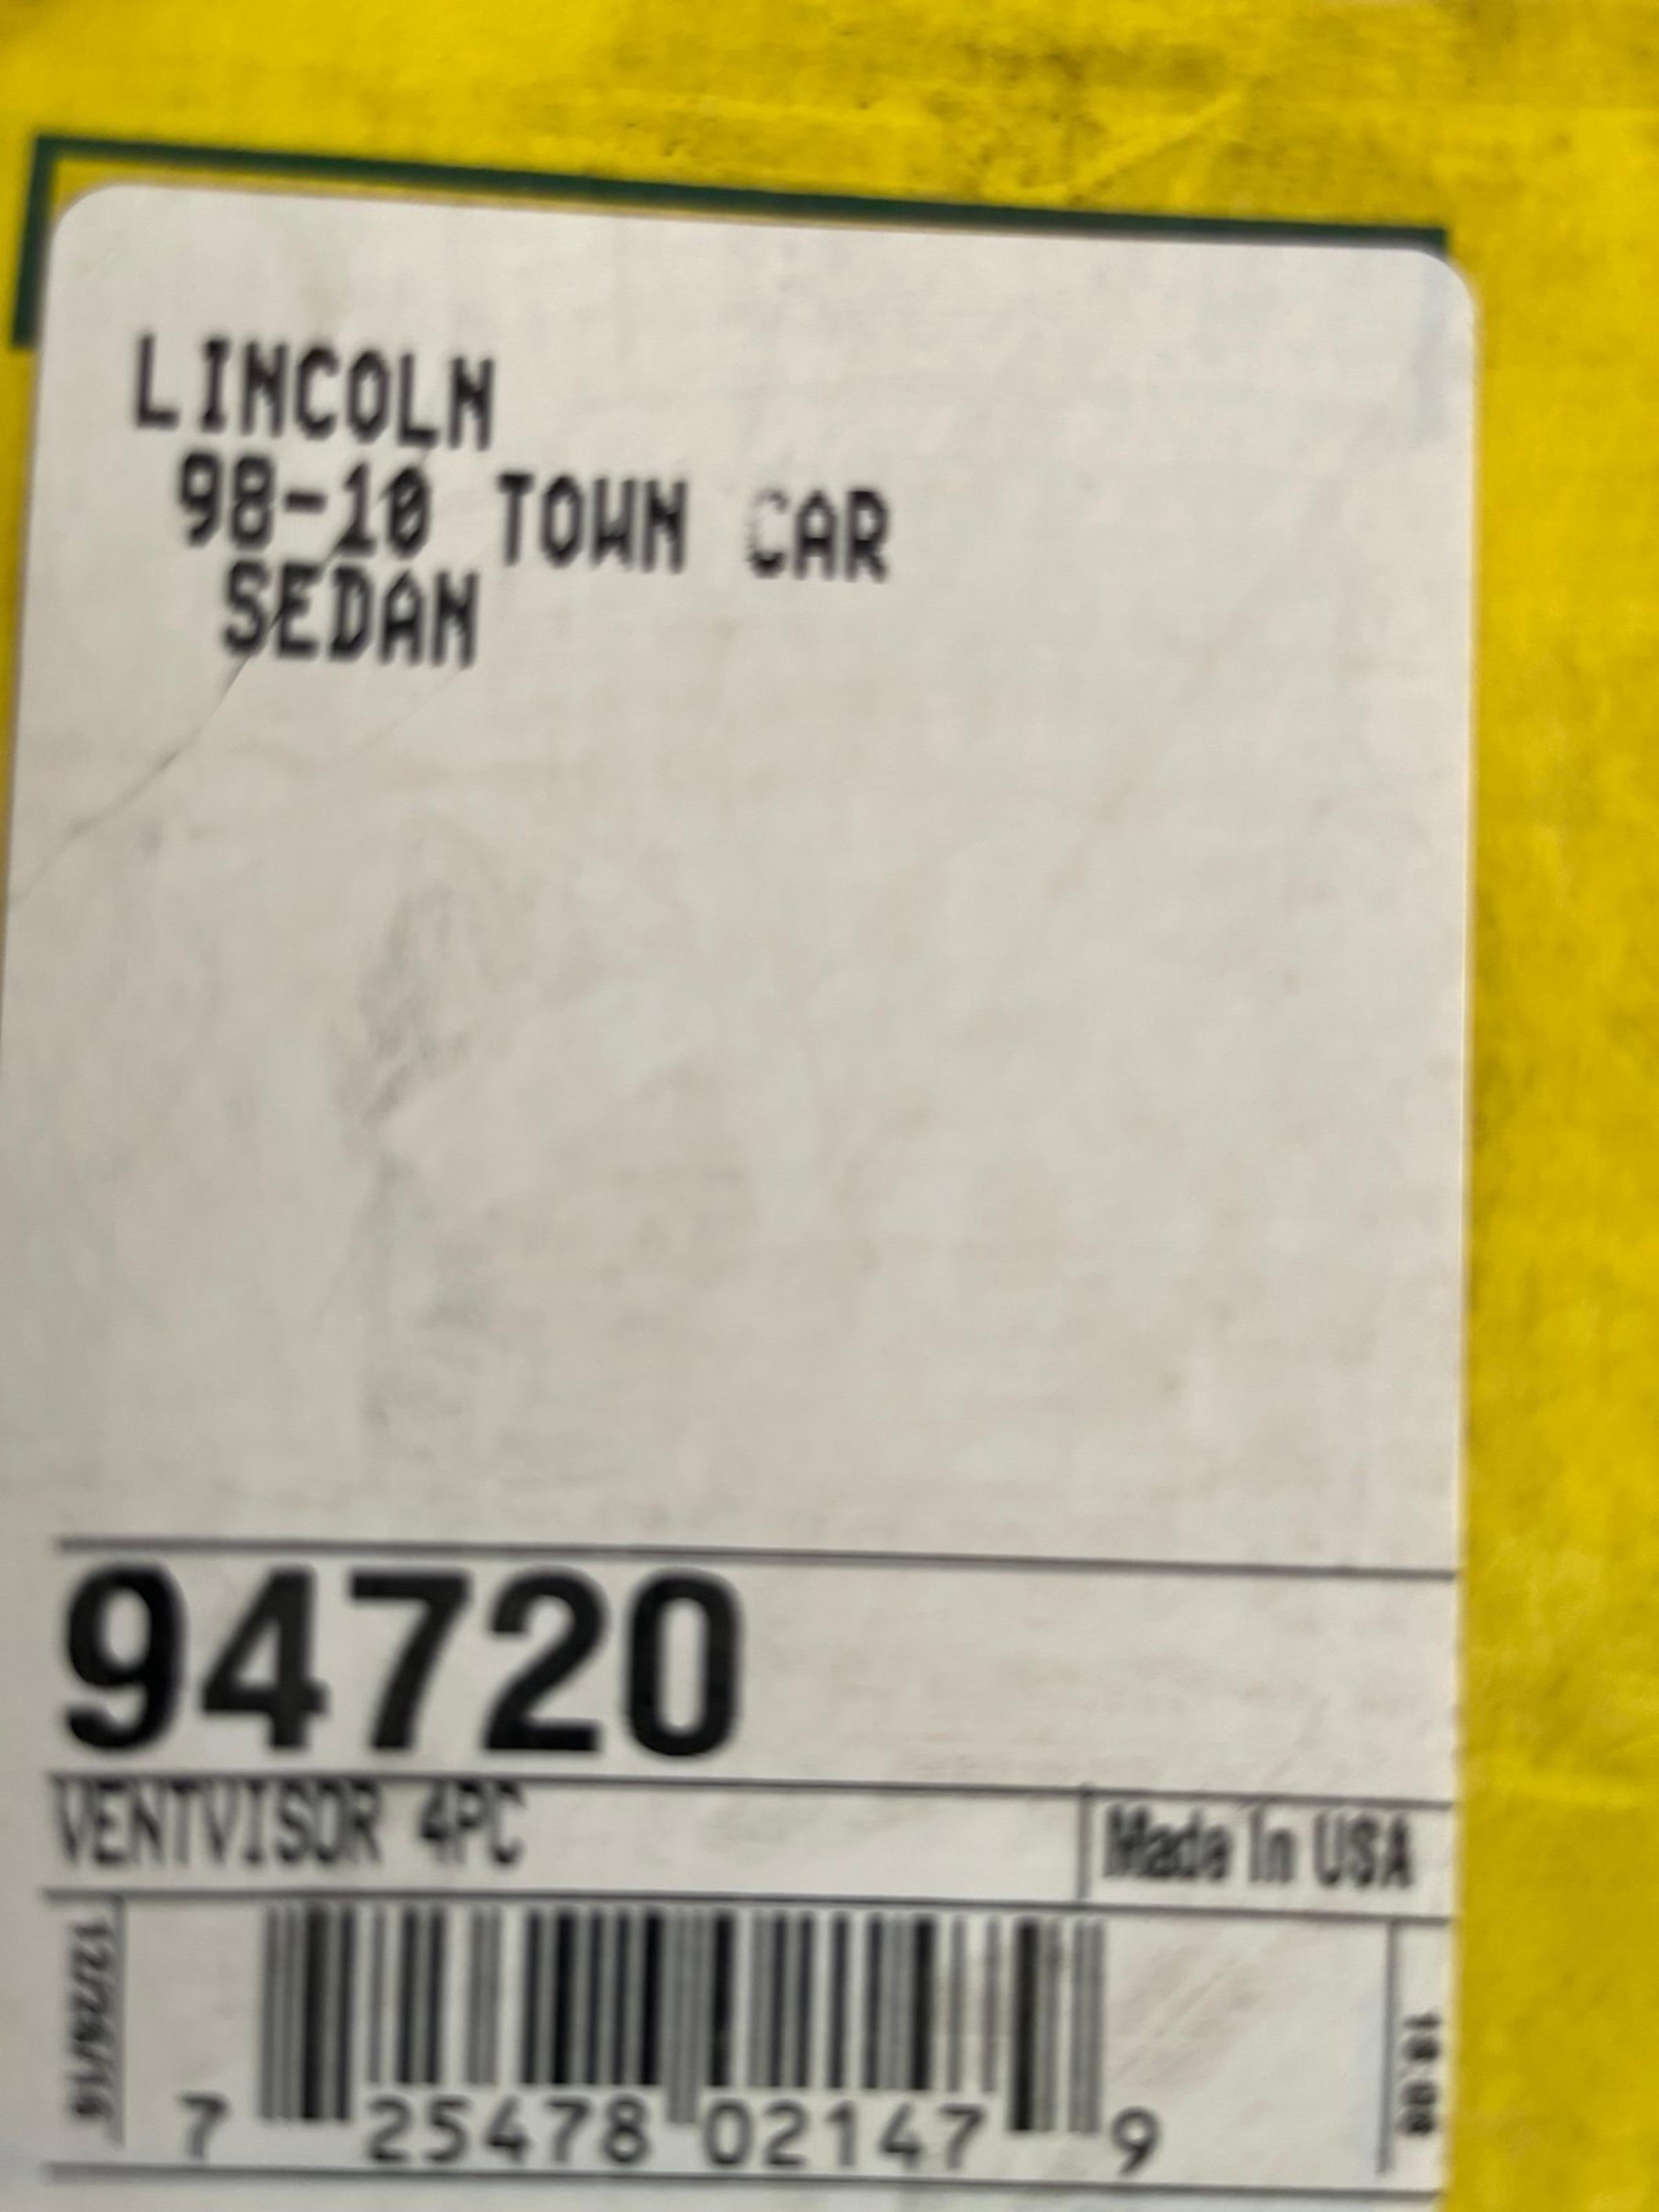 LINCOLN
98-10 TOWN CAR
SEDAN
94720
VENTVISOR 4PC
Made In USA
7 25478 02147 9